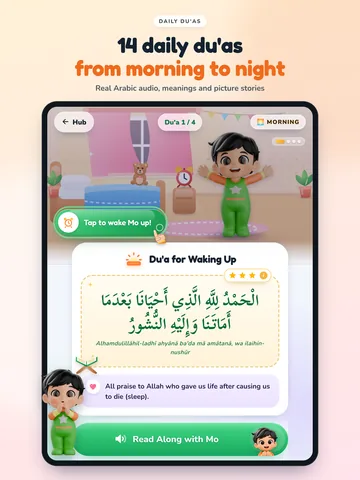 DAILY DU'AS
14 daily du'as
from morning to night
Real Arabic audio, meanings and picture stories
← Hub
Du'a 1 / 4
MORNING
Tap to wake Mo up!
Du'a for Waking Up
الْحَمْدُ لِلَّهِ الَّذِي أَحْيَانَا بَعْدَمَا
أَمَاتَنَا وَإِلَيْهِ النُّشُورُ
Alhamdulillāhil-ladhī aḥyānā ba'da mā amātanā, wa ilaihin-
nushūr
All praise to Allah who gave us life after causing us
to die (sleep).
Read Along with Mo